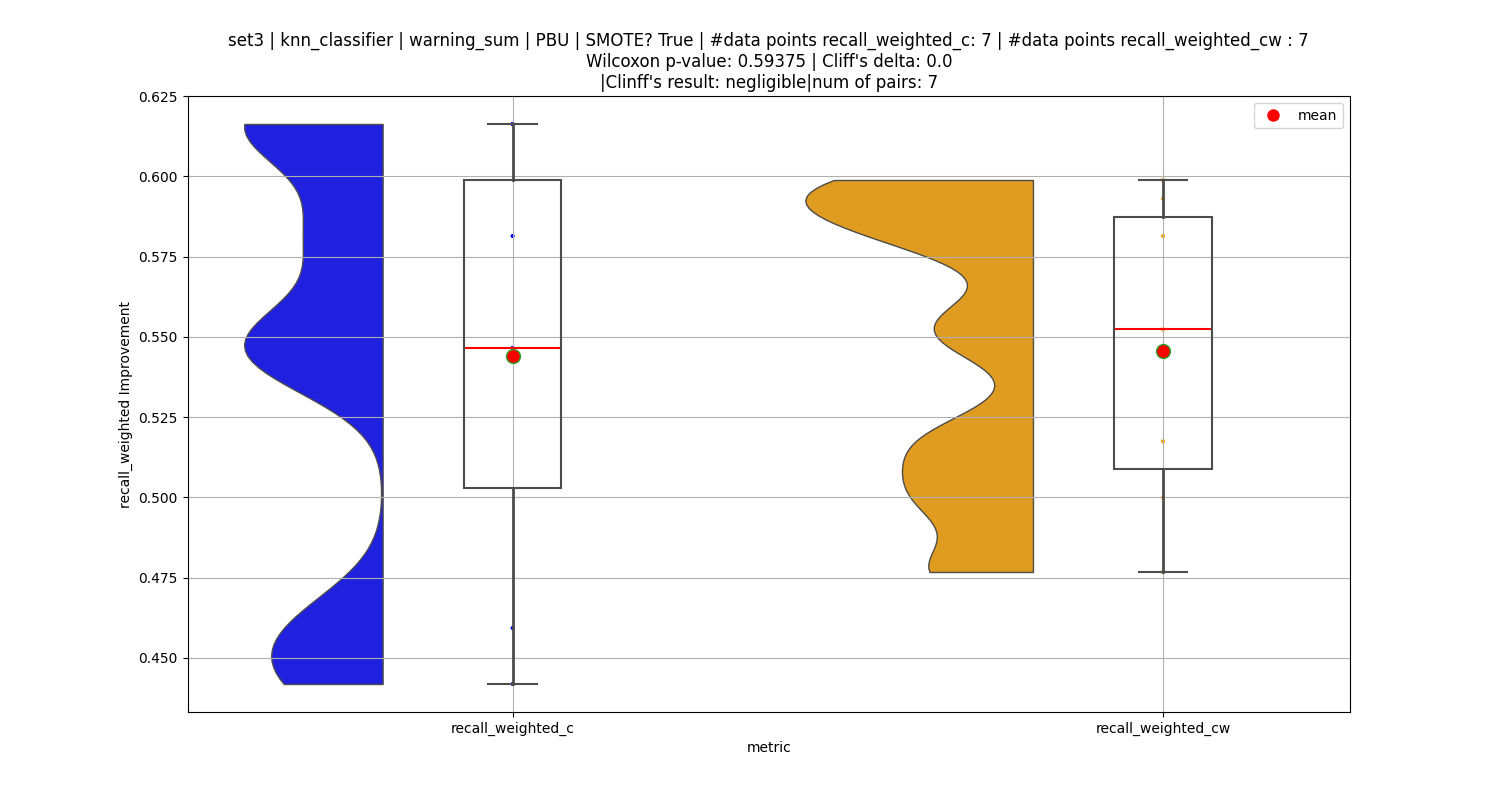 set3 | knn_classifier | warning_sum | PBU | SMOTE? True | #data points recall_weighted_c: 7 | #data points recall_weighted_cw : 7
Wilcoxon p-value: 0.59375 | Cliff's delta: 0.0
|Clinff's result: negligible|num of pairs: 7
mean
0.625
0.600
0.575
0.550
0.525
0.500
0.475
0.450
recall_weighted Improvement
recall_weighted_c
recall_weighted_cw
metric